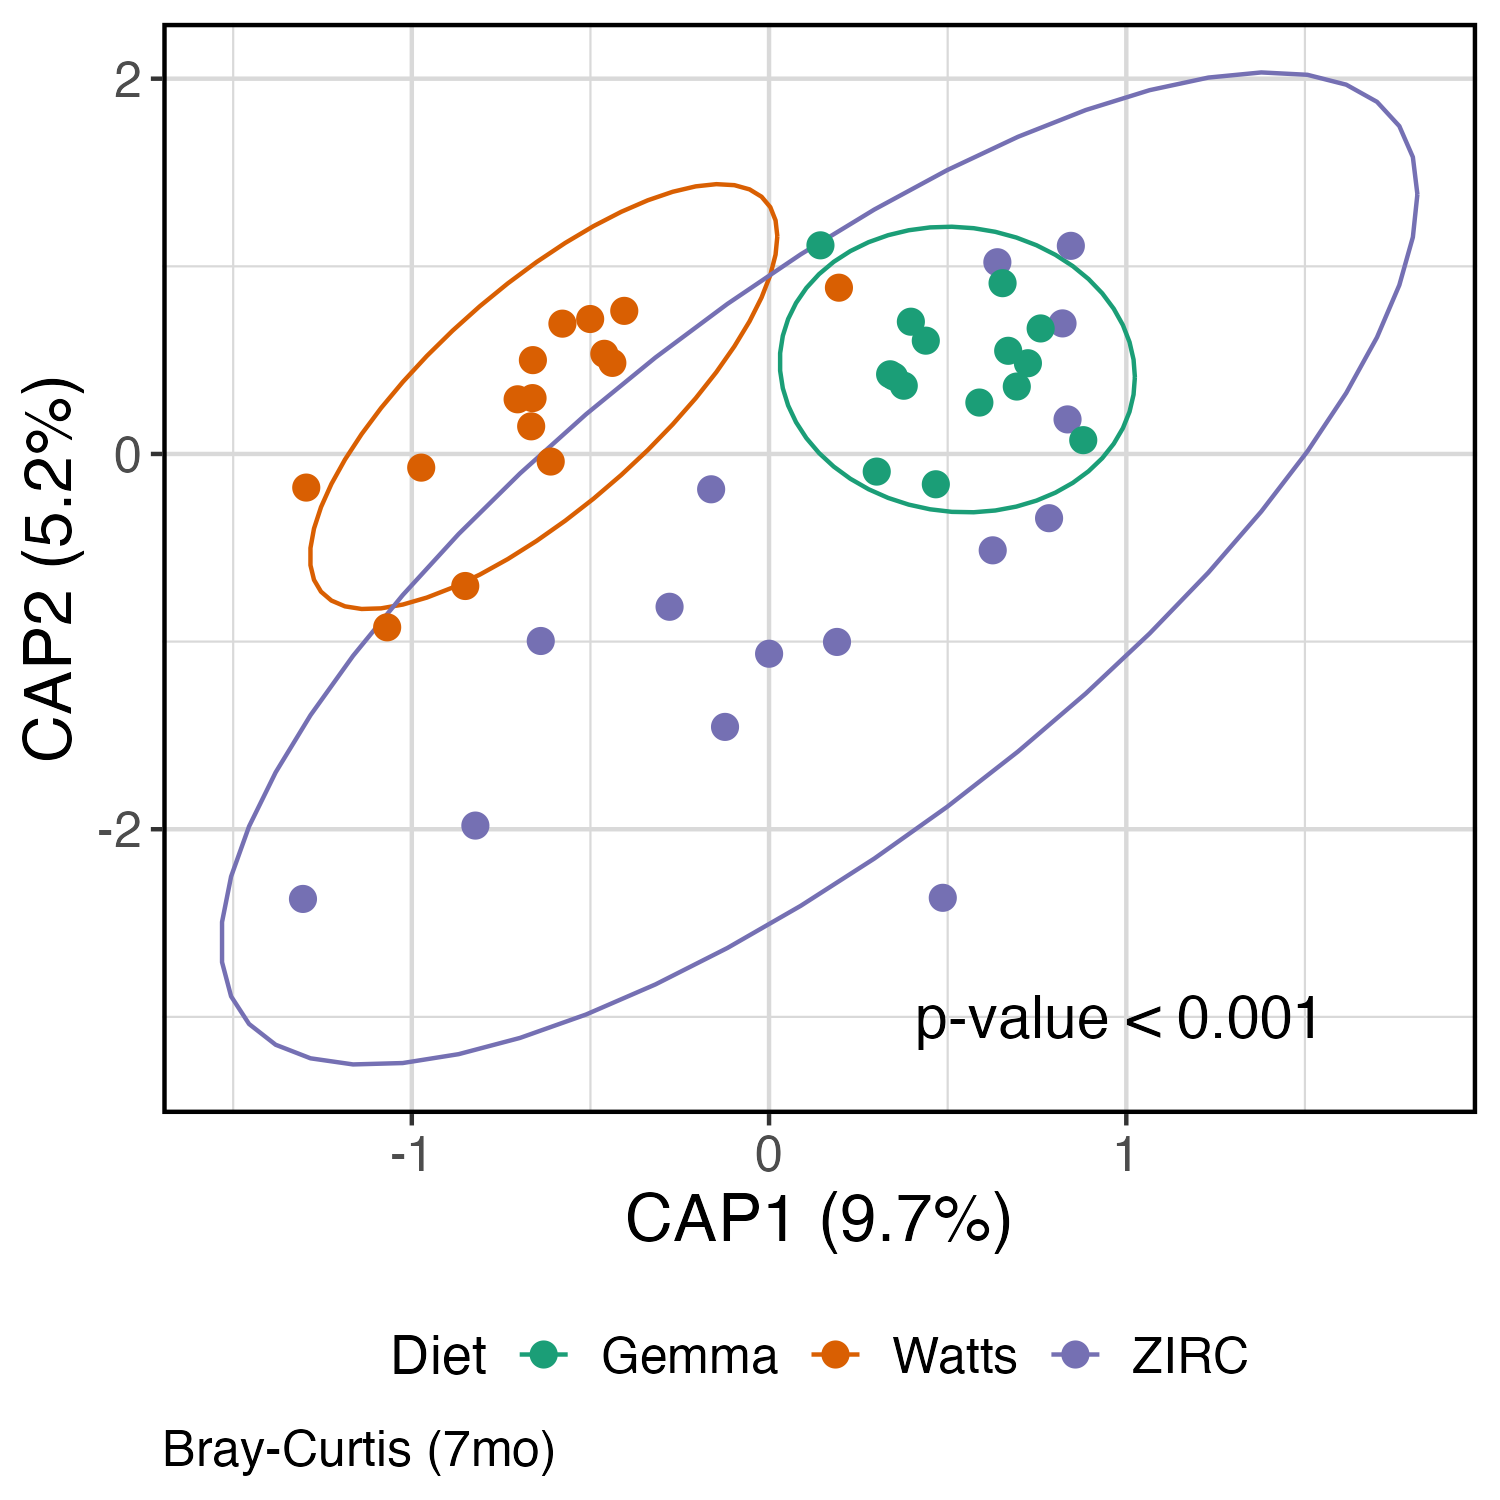 2
0
-2
CAP2 (5.2%)
p-value < 0.001
-1 0 1
CAP1 (9.7%)
Diet Gemma Watts ZIRC
Bray-Curtis (7mo)